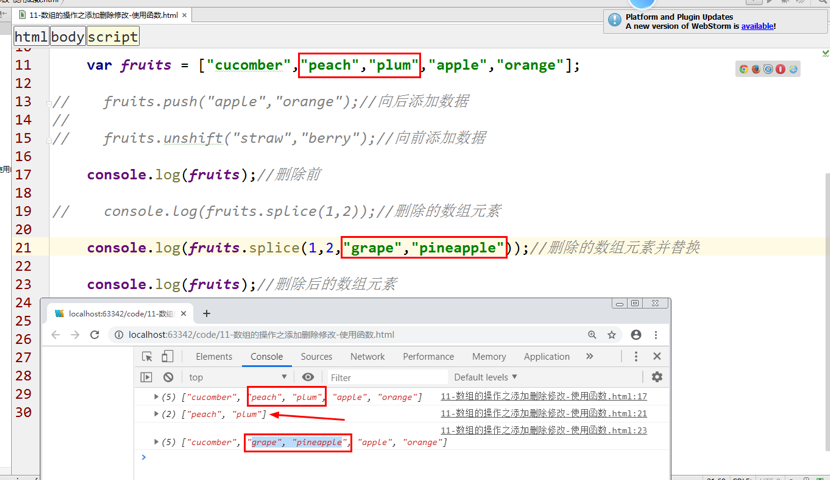 11-数组的操作之添加删除修改-使用函数.html ×
Platform and Plugin Updates
A new version of WebStorm is available!
html body script
10
11 var fruits = ["cucomber","peach","plum","apple","orange"];
12
13 // fruits.push("apple","orange");//向后添加数据
14 //
15 // fruits.unshift("straw","berry");//向前添加数据
16
17 console.log(fruits);//删除前
18
19 // console.log(fruits.splice(1,2));//删除的数组元素
20
21 console.log(fruits.splice(1,2,"grape","pineapple"));//删除的数组元素并替换
22
23 console.log(fruits);//删除后的数组元素
24
25
26
27
28
29
30
localhost:63342/code/11-数组 × +
localhost:63342/code/11-数组的操作之添加删除修改-使用函数.html
Elements Console Sources Network Performance Memory Application »
top Filter Default levels
(5) ["cucomber", "peach", "plum", "apple", "orange"] 11-数组的操作之添加删除修改-使用函数.html:17
(2) ["peach", "plum"] 11-数组的操作之添加删除修改-使用函数.html:21
11-数组的操作之添加删除修改-使用函数.html:23
(5) ["cucomber", "grape", "pineapple", "apple", "orange"]